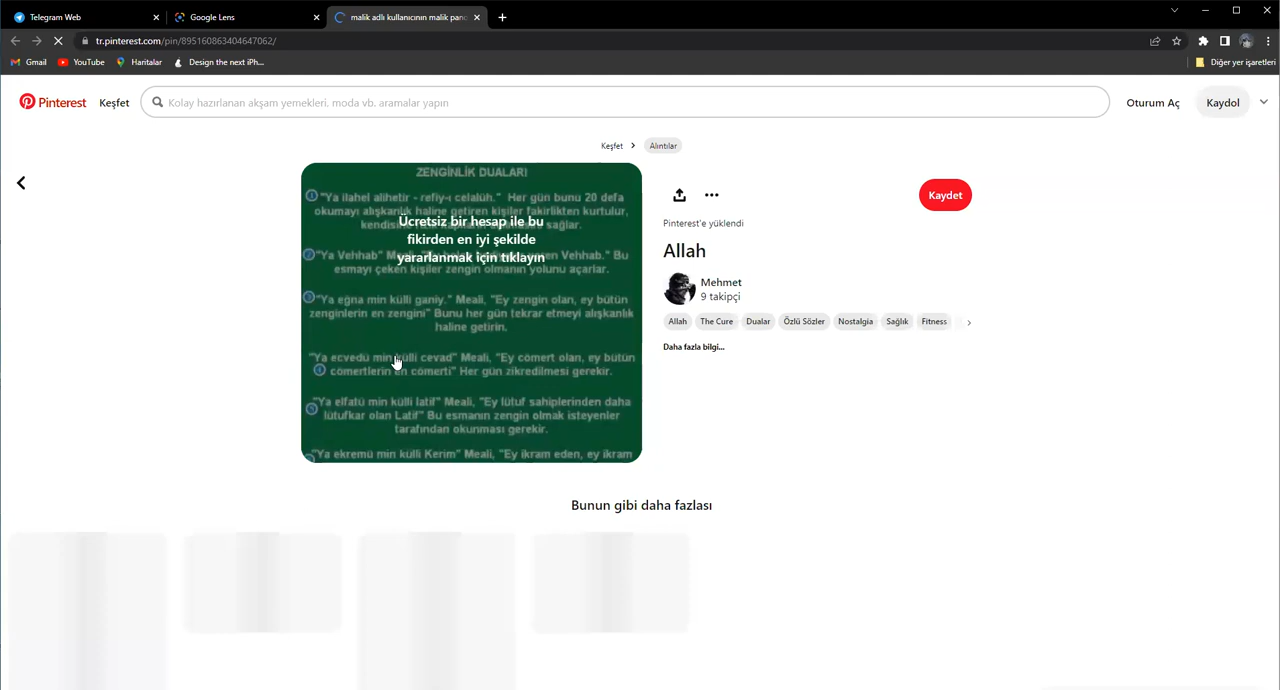 Telegram Web
Google Lens
malik adlı kullanıcının malik pano
tr.pinterest.com/pin/895160863404647062/
Gmail
YouTube
Haritalar
Design the next iPh...
Diğer yer işaretleri
Pinterest
Keşfet
Kolay hazırlanan akşam yemekleri, moda vb. aramalar yapın
Oturum Aç
Kaydol
Keşfet
Alıntılar
ZENGİNLİK DUALARI
1 "Ya ilahel alihetir - refiy-ı celalüh." Her gün bunu 20 defa
okumayı alışkanlık haline getiren kişiler fakirlikten kurtulur,
sağlar.
Ücretsiz bir hesap ile bu
fikirden en iyi şekilde
yararlanmak için tıklayın
2 "Ya Vehhab" Vehhab." Bu
esmayı çeken kişiler zengin olmanın yolunu açarlar.
3 "Ya eğna min külli ganiy." Meali, "Ey zengin olan, ey bütün
zenginlerin en zengini" Bunu her gün tekrar etmeyi alışkanlık
haline getirin.
"Ya ecvedü min külli cevad" Meali, "Ey cömert olan, ey bütün
4 cömertlerin en cömerti" Her gün zikredilmesi gerekir.
"Ya elfatü min külli latif" Meali, "Ey lütuf sahiplerinden daha
5 lütufkar olan Latif" Bu esmanın zengin olmak isteyenler
tarafından okunması gerekir.
"Ya ekremü min külli Kerim" Meali, "Ey ikram eden, ey ikram
Kaydet
Pinterest'e yüklendi
Allah
Mehmet
9 takipçi
Allah
The Cure
Dualar
Özlü Sözler
Nostalgia
Sağlık
Fitness
Daha fazla bilgi...
Bunun gibi daha fazlası